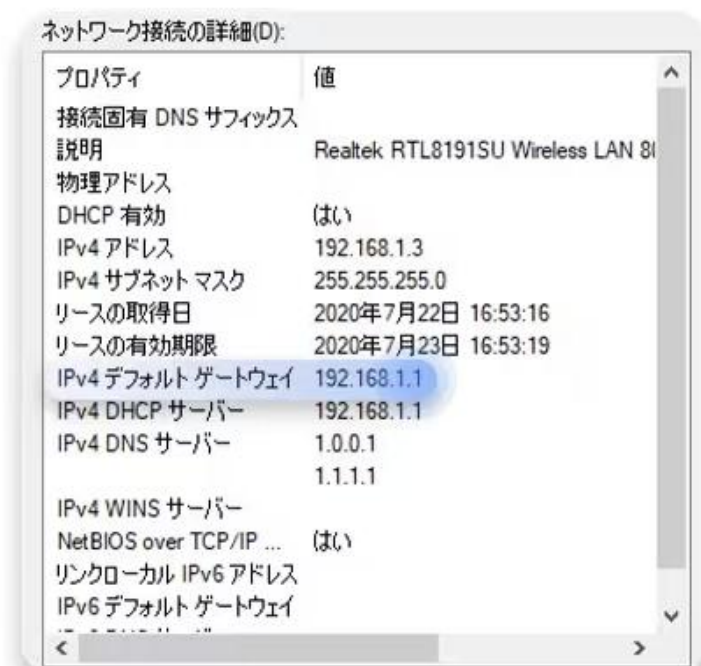 ネットワーク接続の詳細(D):
プロパティ 値
接続固有 DNS サフィックス
説明 Realtek RTL8191SU Wireless LAN
物理アドレス
DHCP 有効 はい
IPv4 アドレス 192.168.1.3
IPv4 サブネット マスク 255.255.255.0
リースの取得日 2020年7月22日 16:53:16
リースの有効期限 2020年7月23日 16:53:19
IPv4 デフォルト ゲートウェイ 192.168.1.1
IPv4 DHCP サーバー 192.168.1.1
IPv4 DNS サーバー 1.0.0.1
1.1.1.1
IPv4 WINS サーバー
NetBIOS over TCP/IP ... はい
リンクローカル IPv6 アドレス
IPv6 デフォルト ゲートウェイ